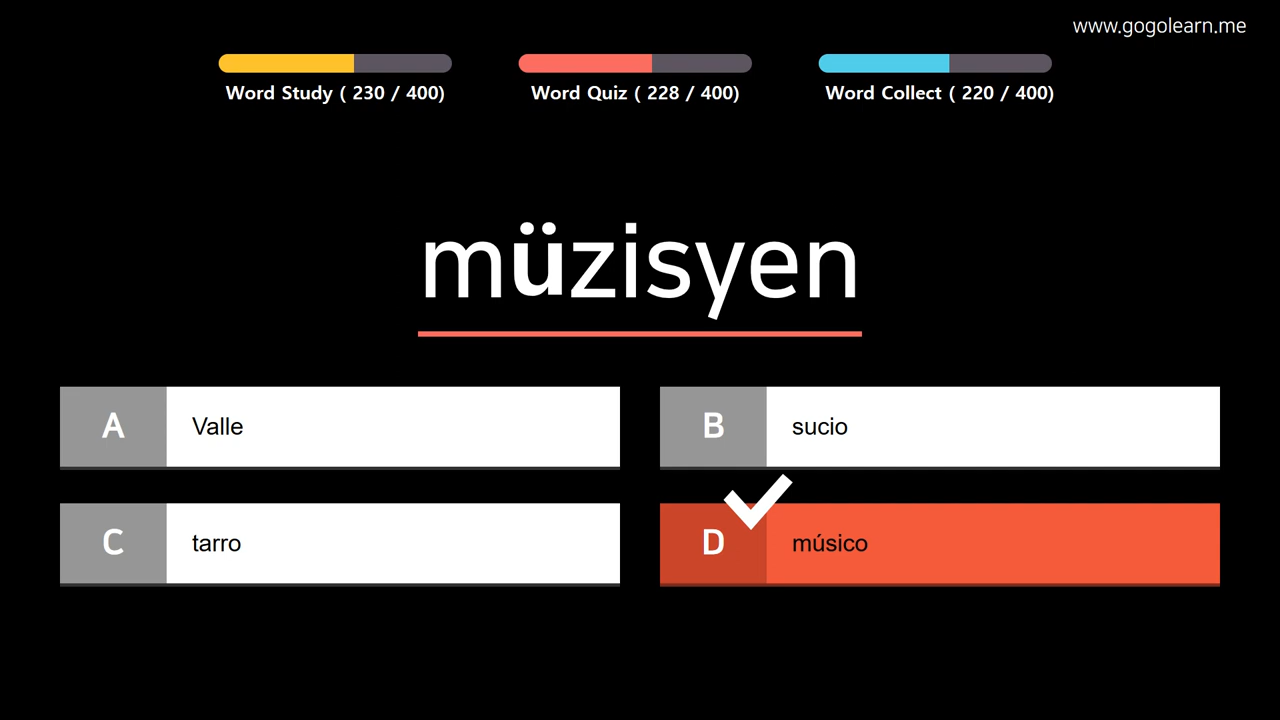 www.gogolearn.me
Word Study ( 230 / 400)
Word Quiz ( 228 / 400)
Word Collect ( 220 / 400)
müzisyen
A Valle
B sucio
C tarro
D músico